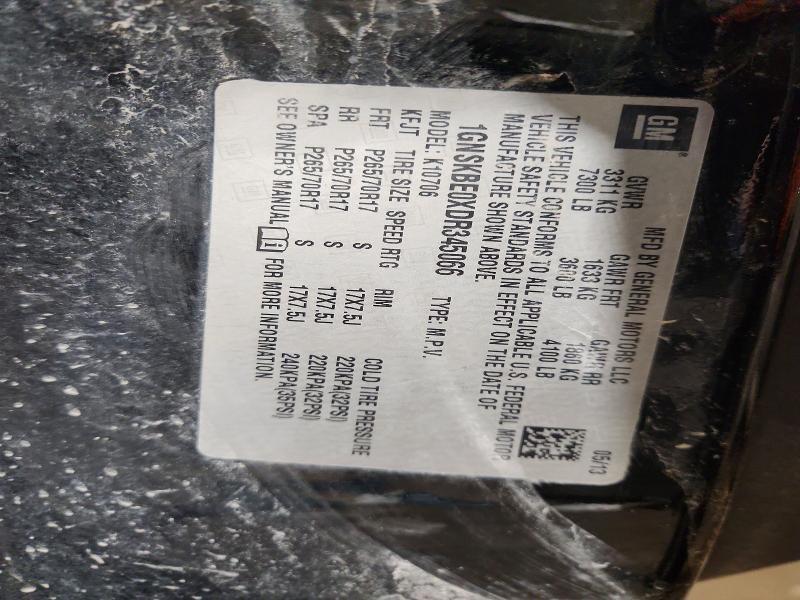 GM®
MFD BY GENERAL MOTORS LLC 05/13
GVWR GAWR FRT GAWR RR
3311 KG 1633 KG 1860 KG
7300 LB 3600 LB 4100 LB
THIS VEHICLE CONFORMS TO ALL APPLICABLE U.S. FEDERAL MOTOR
VEHICLE SAFETY STANDARDS IN EFFECT ON THE DATE OF
MANUFACTURE SHOWN ABOVE.
1GNSKBE0XDR345066 TYPE: M.P.V.
MODEL: K10706
KEJT TIRE SIZE SPEED RTG RIM COLD TIRE PRESSURE
FRT P265/70R17 S 17X7.5J 220KPA(32PSI)
RR P265/70R17 S 17X7.5J 220KPA(32PSI)
SPA P265/70R17 S 17X7.5J 240KPA(35PSI)
SEE OWNER'S MANUAL FOR MORE INFORMATION.